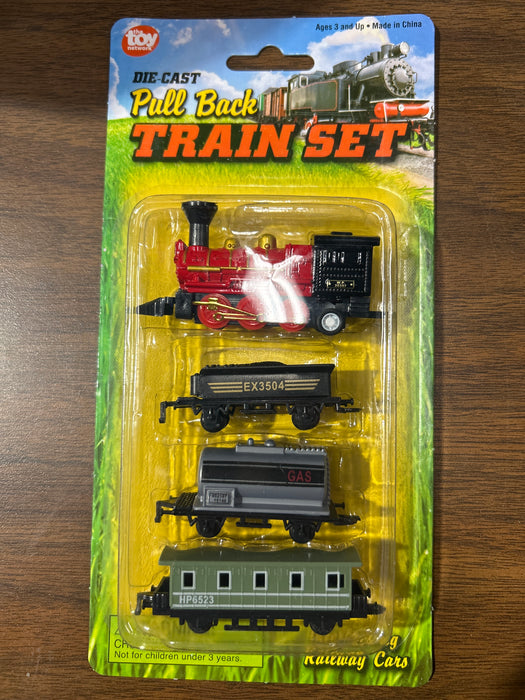 the
toy
network
Ages 3 and Up • Made in China
DIE-CAST
Pull Back
TRAIN SET
EX3504
GAS
HP6523
Not for children under 3 years.
Railway Cars